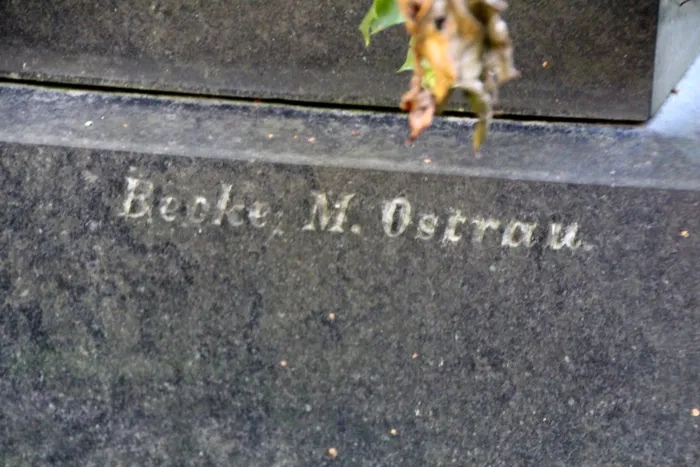 Becke, M. Ostrau.